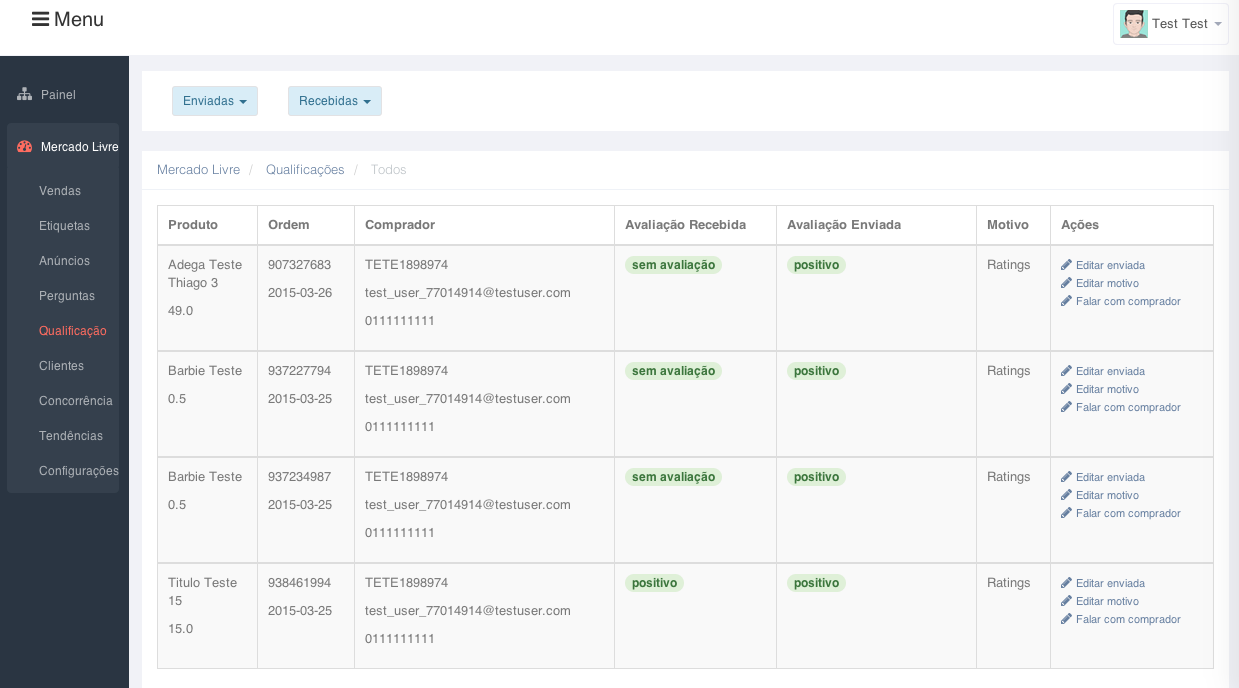 Menu
Test Test
Painel
Mercado Livre
Vendas
Etiquetas
Anúncios
Perguntas
Qualificação
Clientes
Concorrência
Tendências
Configurações
Enviadas
Recebidas
Mercado Livre / Qualificações / Todos
Produto Ordem Comprador Avaliação Recebida Avaliação Enviada Motivo Ações
Adega Teste
Thiago 3
49.0
907327683
2015-03-26
TETE1898974
test_user_77014914@testuser.com
0111111111
sem avaliação
positivo
Ratings
Editar enviada
Editar motivo
Falar com comprador
Barbie Teste
0.5
937227794
2015-03-25
TETE1898974
test_user_77014914@testuser.com
0111111111
sem avaliação
positivo
Ratings
Editar enviada
Editar motivo
Falar com comprador
Barbie Teste
0.5
937234987
2015-03-25
TETE1898974
test_user_77014914@testuser.com
0111111111
sem avaliação
positivo
Ratings
Editar enviada
Editar motivo
Falar com comprador
Titulo Teste
15
15.0
938461994
2015-03-25
TETE1898974
test_user_77014914@testuser.com
0111111111
positivo
positivo
Ratings
Editar enviada
Editar motivo
Falar com comprador